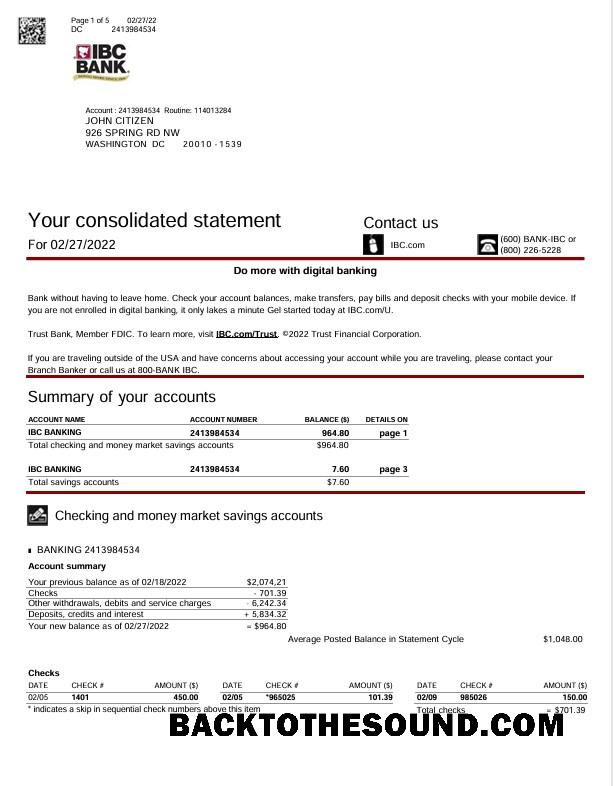 Page 1 of 5 02/27/22
DC 2413984534
IBC
BANK
Account : 2413984534 Routine: 114013284
JOHN CITIZEN
926 SPRING RD NW
WASHINGTON DC 20010 -1539
Your consolidated statement
For 02/27/2022
Contact us
IBC.com
(600) BANK-IBC or
(800) 226-5228
Do more with digital banking
Bank without having to leave home. Check your account balances, make transfers, pay bills and deposit checks with your mobile device. If
you are not enrolled in digital banking, it only lakes a minute Gel started today at IBC.com/U.
Trust Bank, Member FDIC. To learn more, visit IBC.com/Trust. ©2022 Trust Financial Corporation.
If you are traveling outside of the USA and have concerns about accessing your account while you are traveling, please contact your
Branch Banker or call us at 800-BANK IBC.
Summary of your accounts
ACCOUNT NAME ACCOUNT NUMBER BALANCE ($) DETAILS ON
IBC BANKING 2413984534 964.80 page 1
Total checking and money market savings accounts $964.80
IBC BANKING 2413984534 7.60 page 3
Total savings accounts $7.60
Checking and money market savings accounts
BANKING 2413984534
Account summary
Your previous balance as of 02/18/2022 $2,074,21
Checks - 701.39
Other withdrawals, debits and service charges - 6,242.34
Deposits, credits and interest + 5,834.32
Your new balance as of 02/27/2022 = $964.80
Average Posted Balance in Statement Cycle $1,048.00
Checks
DATE CHECK # AMOUNT ($) DATE CHECK # AMOUNT ($) DATE CHECK # AMOUNT ($)
02/05 1401 450.00 02/05 *965025 101.39 02/09 985026 150.00
* indicates a skip in sequential check numbers above this item Total checks = $701.39
BACKTOTHESOUND.COM